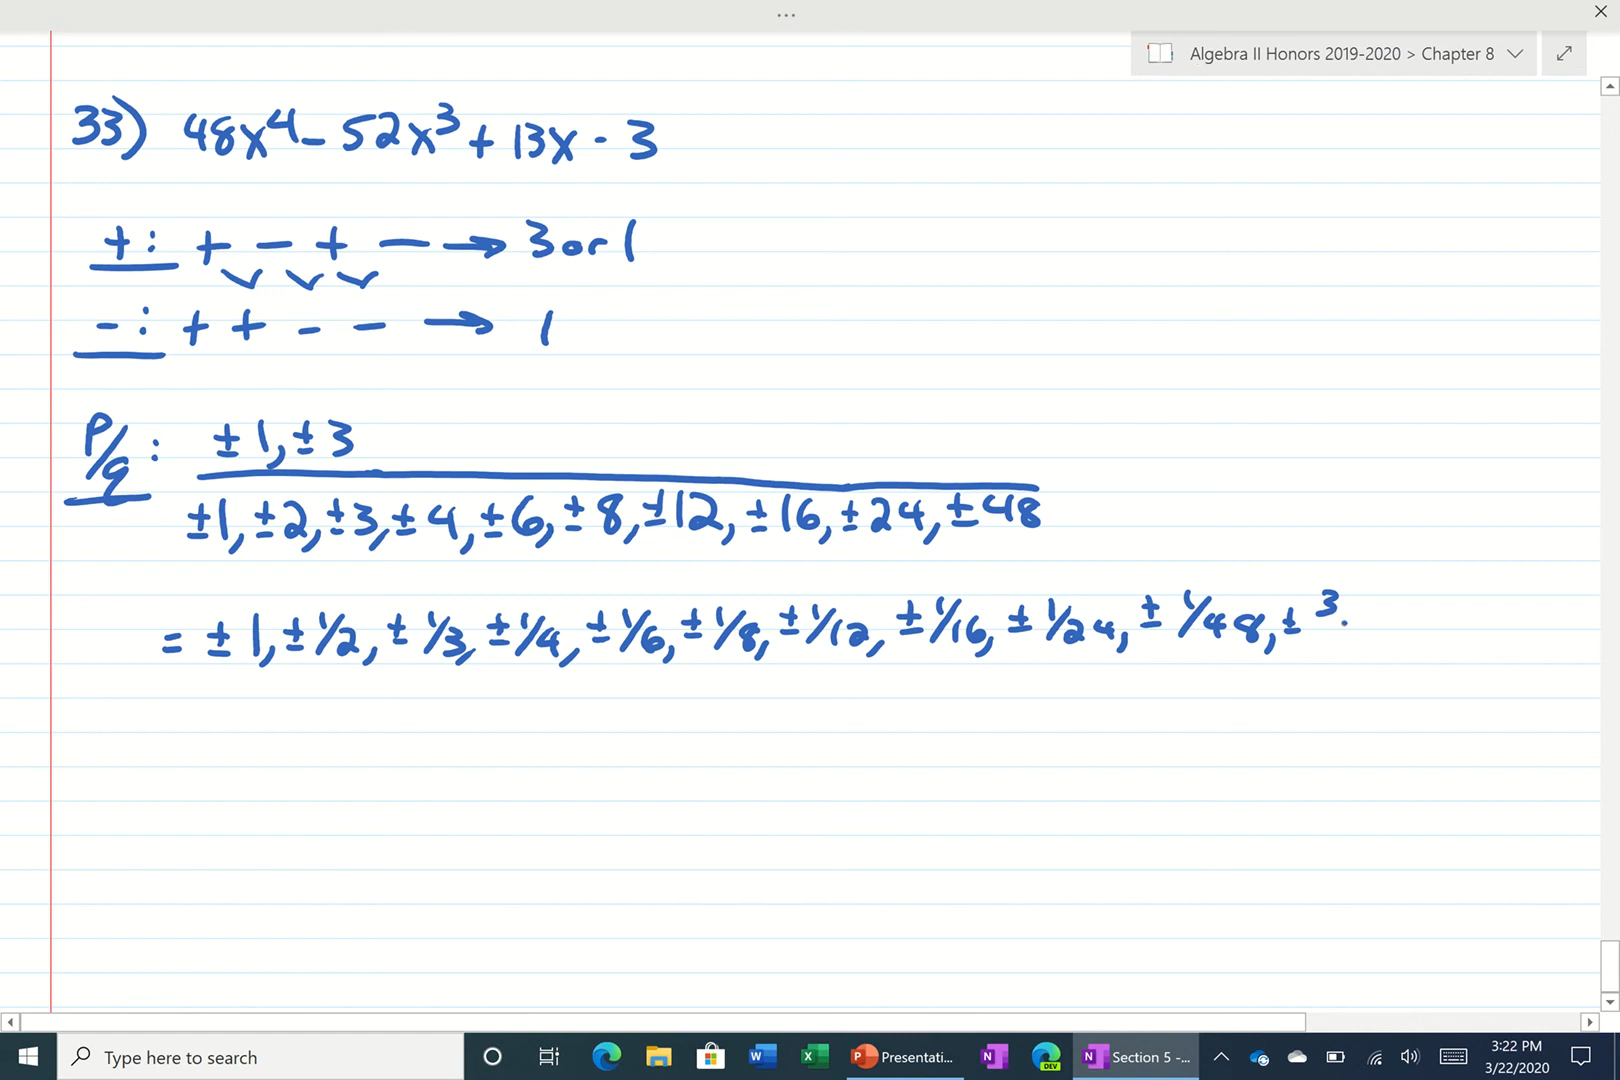 ...
Algebra II Honors 2019-2020 > Chapter 8
33) 48x⁴ - 52x³ + 13x - 3
+: + - + - → 3 or 1
-: + + - - → 1
P/q: ±1, ±3
±1, ±2, ±3, ±4, ±6, ±8, ±12, ±16, ±24, ±48
= ±1, ±1/2, ±1/3, ±1/4, ±1/6, ±1/8, ±1/12, ±1/16, ±1/24, ±1/48, ±3
Type here to search
DEV
Presentati...
Section 5 -...
3:22 PM
3/22/2020